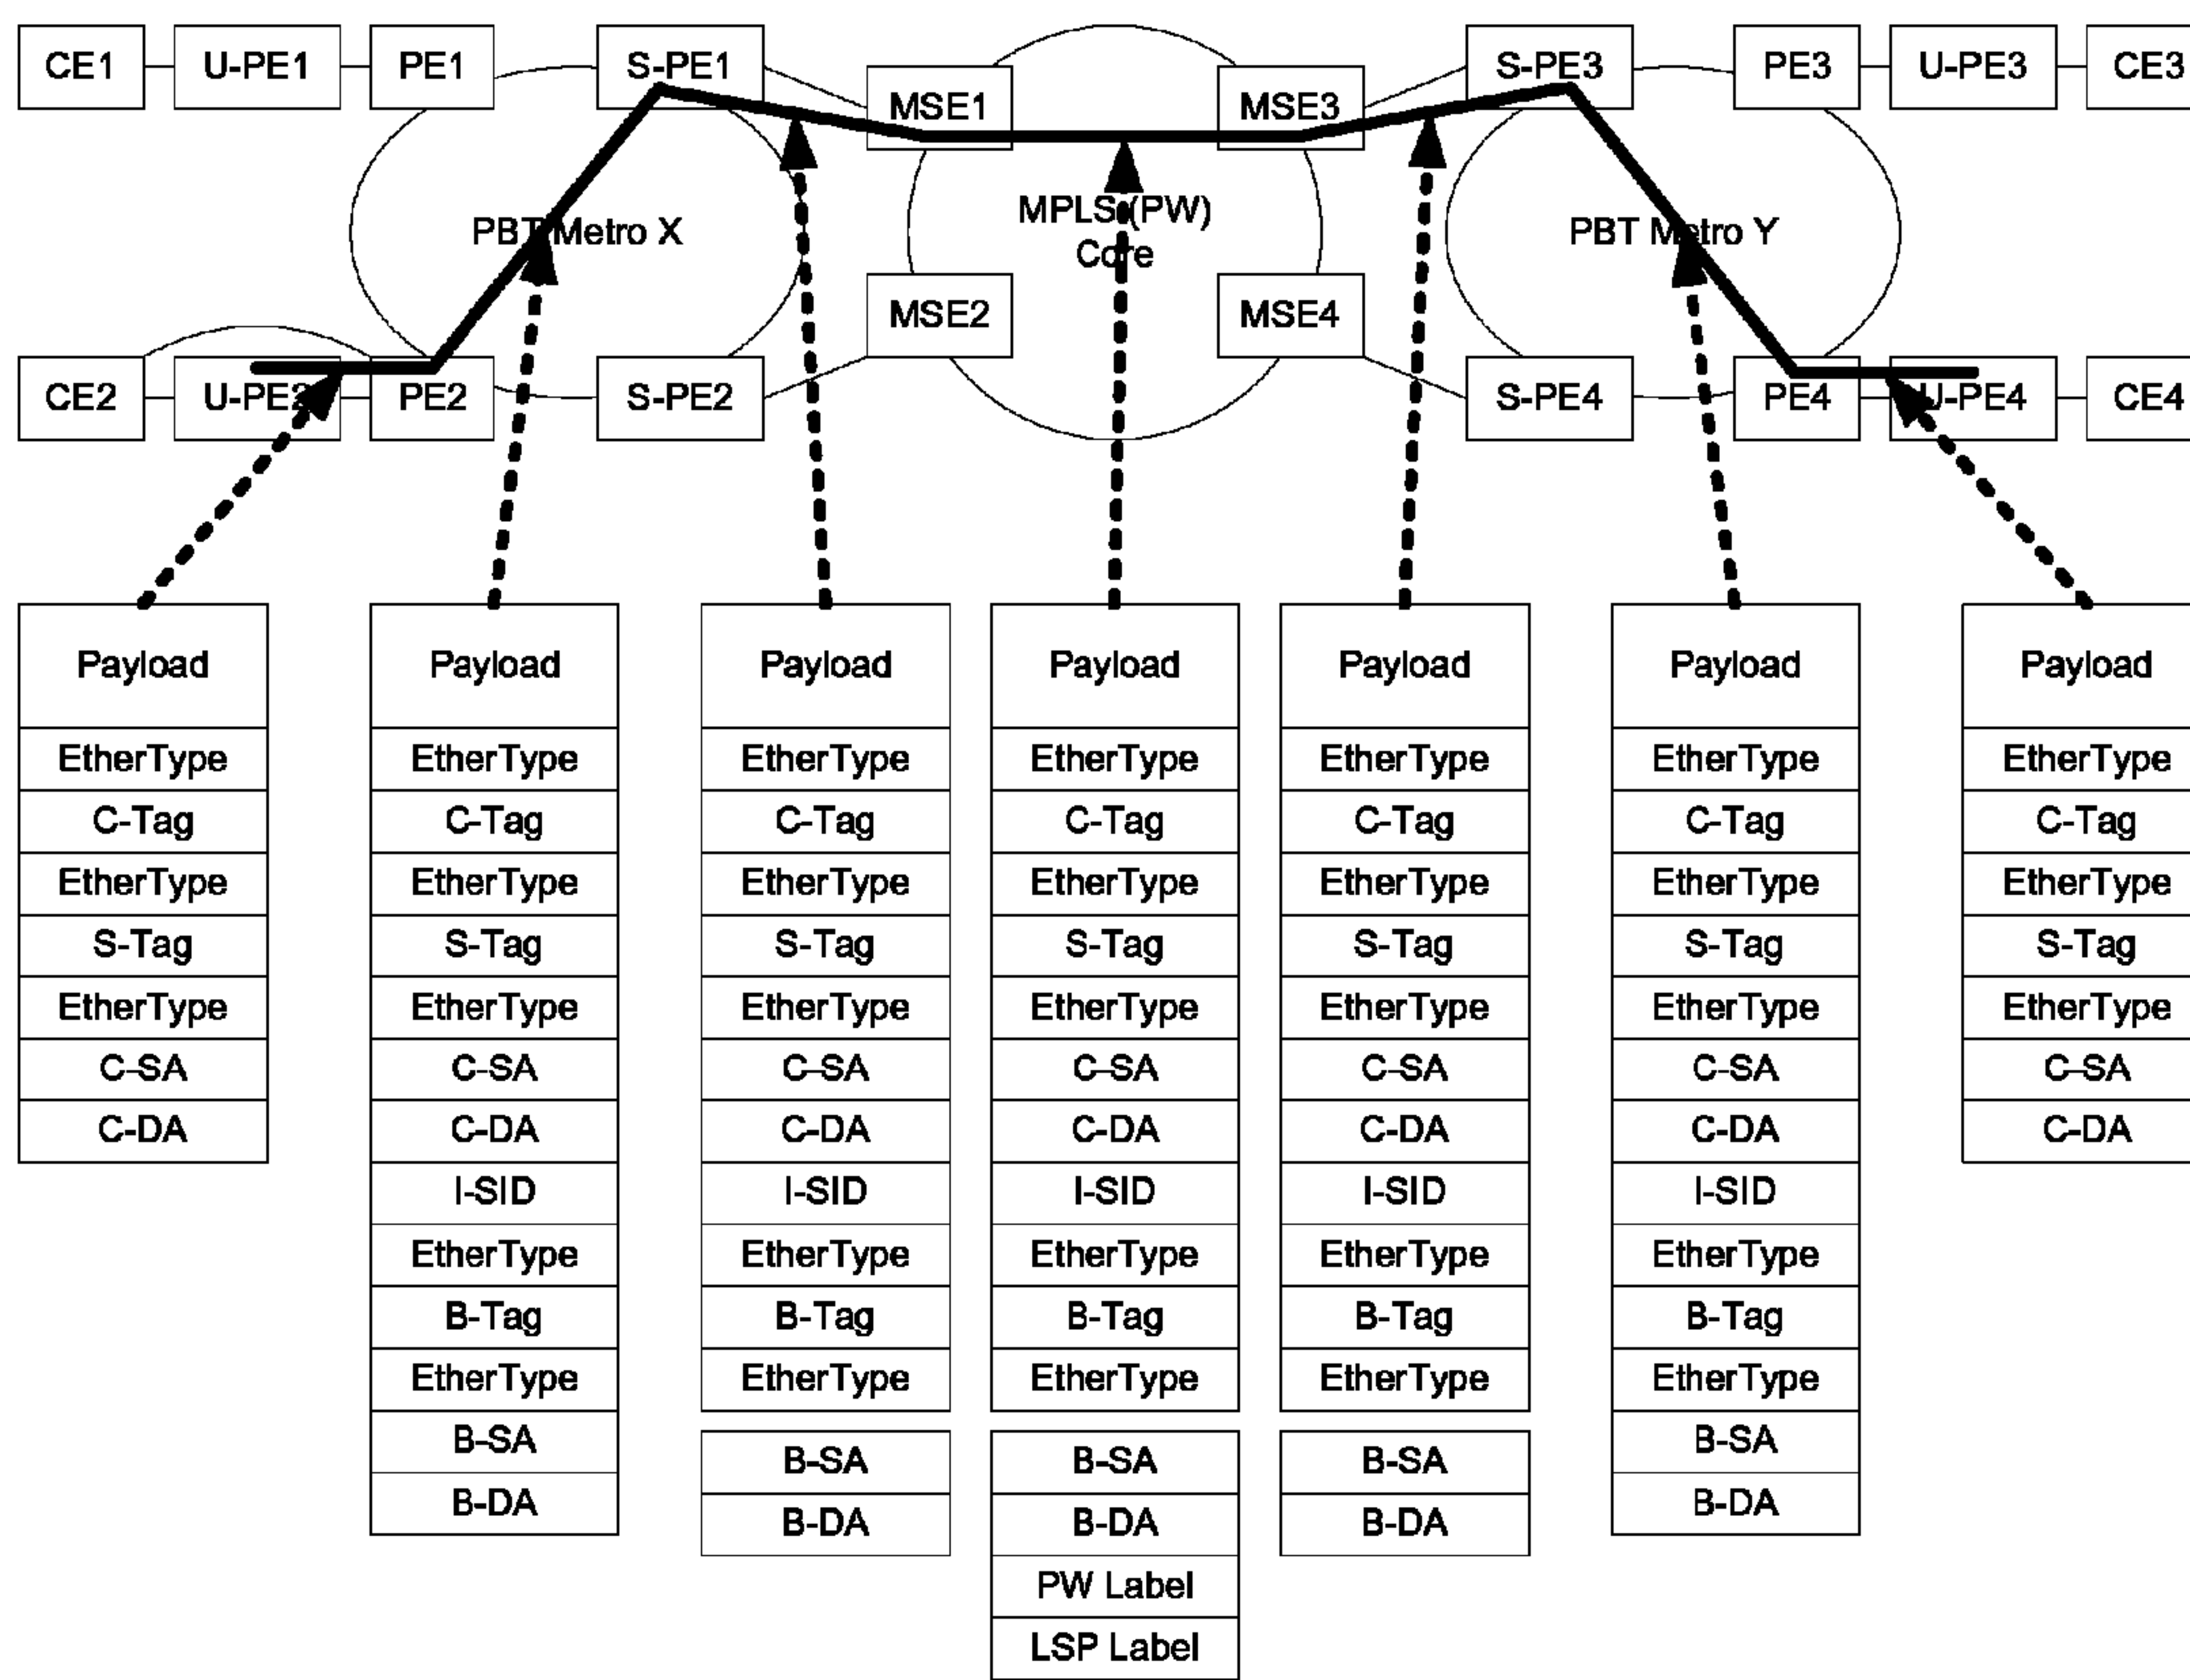 CE1
U-PE1
PE1
S-PE1
MSE1
MSE3
S-PE3
PE3
U-PE3
CE3
PBT Metro X
MPLS (PW)
Core
PBT Metro Y
MSE2
MSE4
CE2
U-PE2
PE2
S-PE2
S-PE4
PE4
U-PE4
CE4
Payload
EtherType
C-Tag
EtherType
S-Tag
EtherType
C-SA
C-DA
Payload
EtherType
C-Tag
EtherType
S-Tag
EtherType
C-SA
C-DA
I-SID
EtherType
B-Tag
EtherType
B-SA
B-DA
Payload
EtherType
C-Tag
EtherType
S-Tag
EtherType
C-SA
C-DA
I-SID
EtherType
B-Tag
EtherType
B-SA
B-DA
Payload
EtherType
C-Tag
EtherType
S-Tag
EtherType
C-SA
C-DA
I-SID
EtherType
B-Tag
EtherType
B-SA
B-DA
PW Label
LSP Label
Payload
EtherType
C-Tag
EtherType
S-Tag
EtherType
C-SA
C-DA
I-SID
EtherType
B-Tag
EtherType
B-SA
B-DA
Payload
EtherType
C-Tag
EtherType
S-Tag
EtherType
C-SA
C-DA
I-SID
EtherType
B-Tag
EtherType
B-SA
B-DA
Payload
EtherType
C-Tag
EtherType
S-Tag
EtherType
C-SA
C-DA